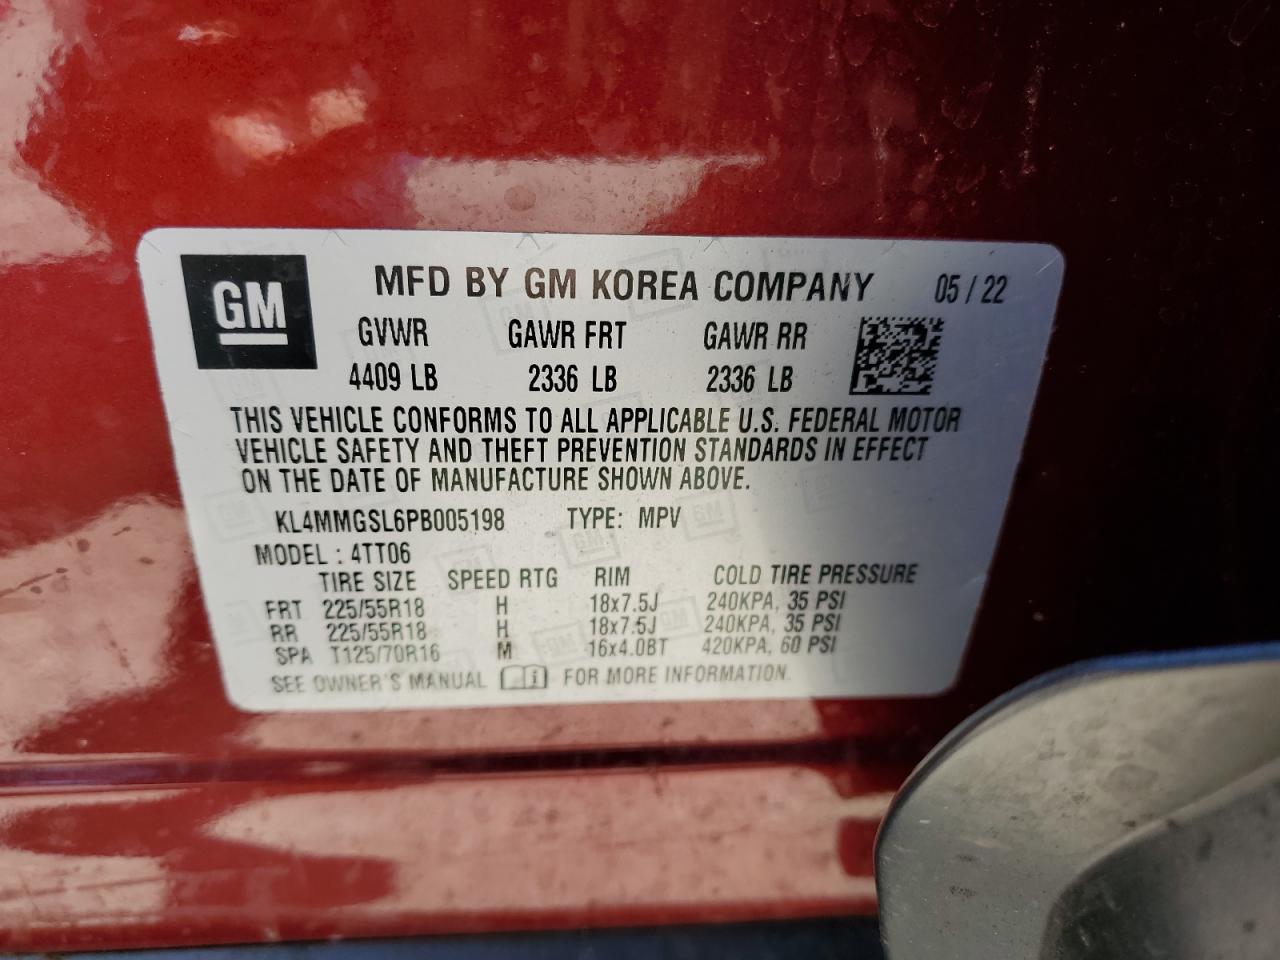 GM
MFD BY GM KOREA COMPANY 05 / 22
GVWR GAWR FRT GAWR RR
4409 LB 2336 LB 2336 LB
THIS VEHICLE CONFORMS TO ALL APPLICABLE U.S. FEDERAL MOTOR
VEHICLE SAFETY AND THEFT PREVENTION STANDARDS IN EFFECT
ON THE DATE OF MANUFACTURE SHOWN ABOVE.
KL4MMGSL6PB005198 TYPE: MPV
MODEL : 4TT06
TIRE SIZE SPEED RTG RIM COLD TIRE PRESSURE
FRT 225/55R18 H 18x7.5J 240KPA, 35 PSI
RR 225/55R18 H 18x7.5J 240KPA, 35 PSI
SPA T125/70R16 M 16x4.0BT 420KPA, 60 PSI
SEE OWNER'S MANUAL i FOR MORE INFORMATION.